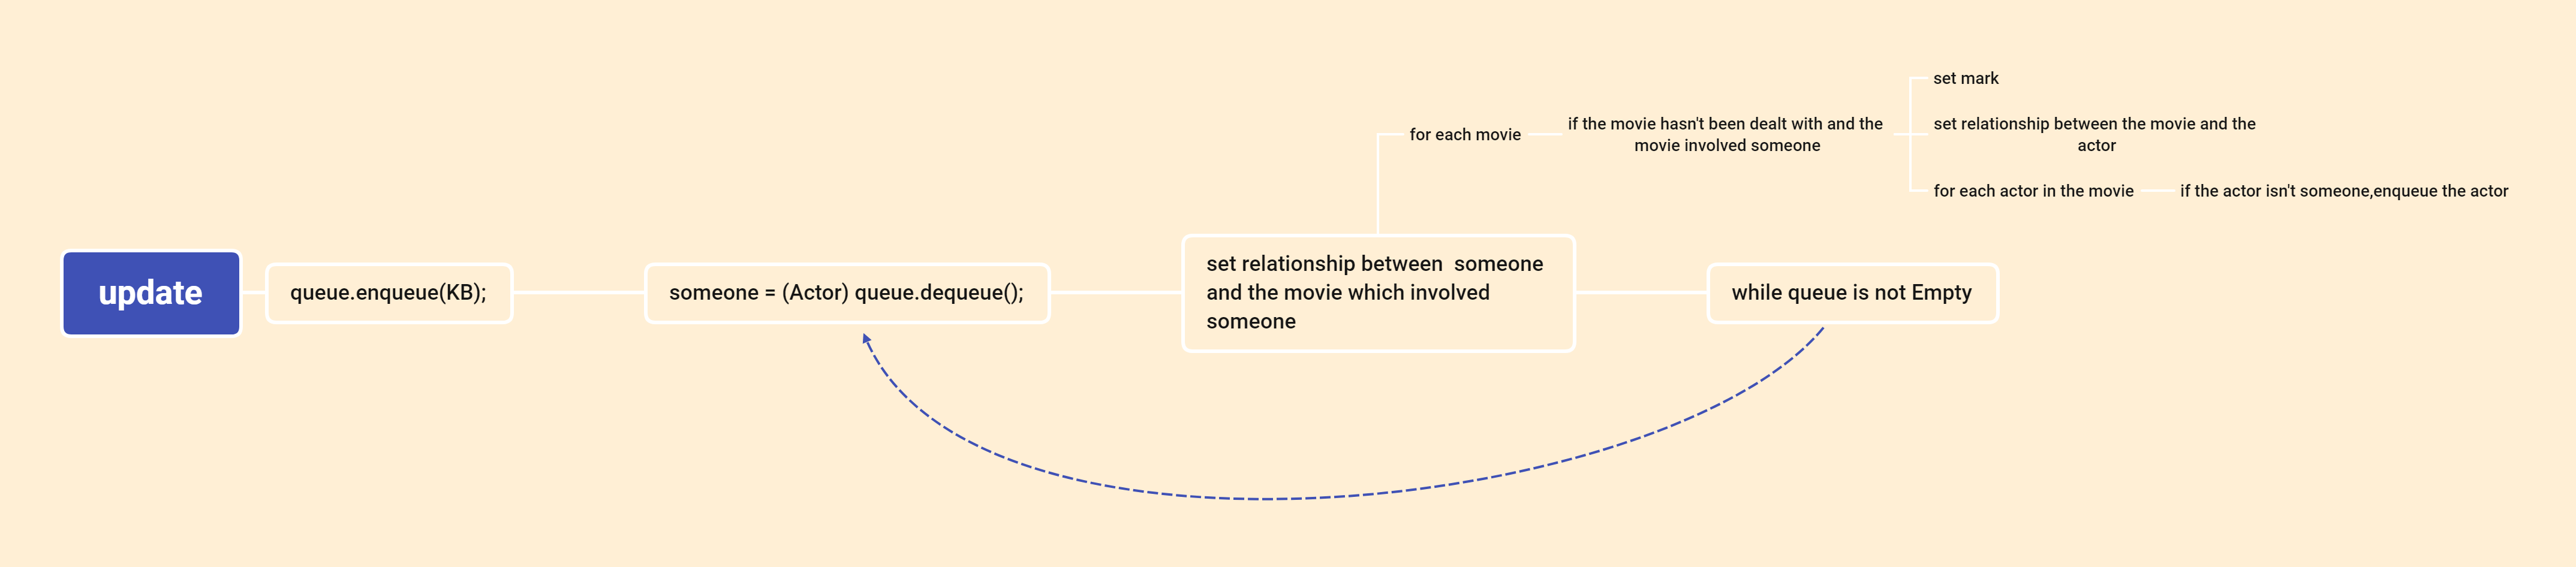 set mark
for each movie
if the movie hasn't been dealt with and the
movie involved someone
set relationship between the movie and the
actor
for each actor in the movie
if the actor isn't someone,enqueue the actor
update
queue.enqueue(KB);
someone = (Actor) queue.dequeue();
set relationship between  someone
and the movie which involved
someone
while queue is not Empty